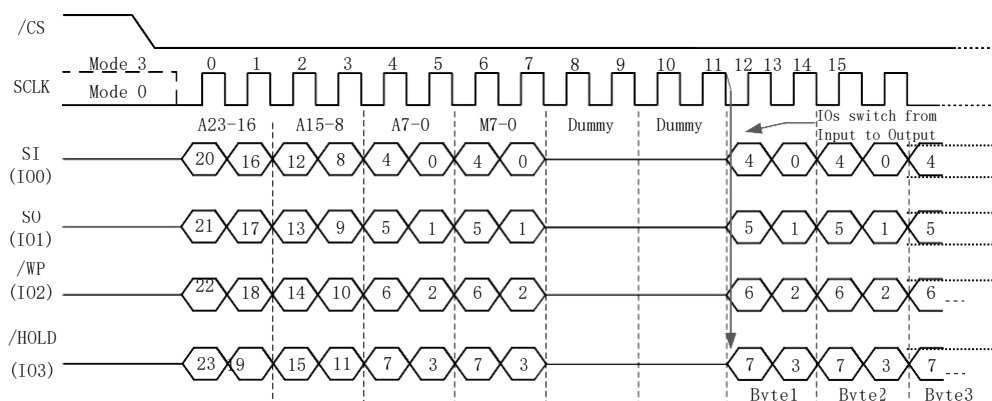 /CS
Mode 3 0 1 2 3 4 5 6 7 8 9 10 11 12 13 14 15
SCLK
Mode 0
A23-16 A15-8 A7-0 M7-0 Dummy Dummy
IOs switch from
Input to Output
SI
(IO0)
20 16 12 8 4 0 4 0 4 0 4 0 4
SO
(IO1)
21 17 13 9 5 1 5 1 5 1 5 1 5
/WP
(IO2)
22 18 14 10 6 2 6 2 6 2 6 2 6
/HOLD
(IO3)
23 19 15 11 7 3 7 3 7 3 7 3 7
Byte1 Byte2 Byte3